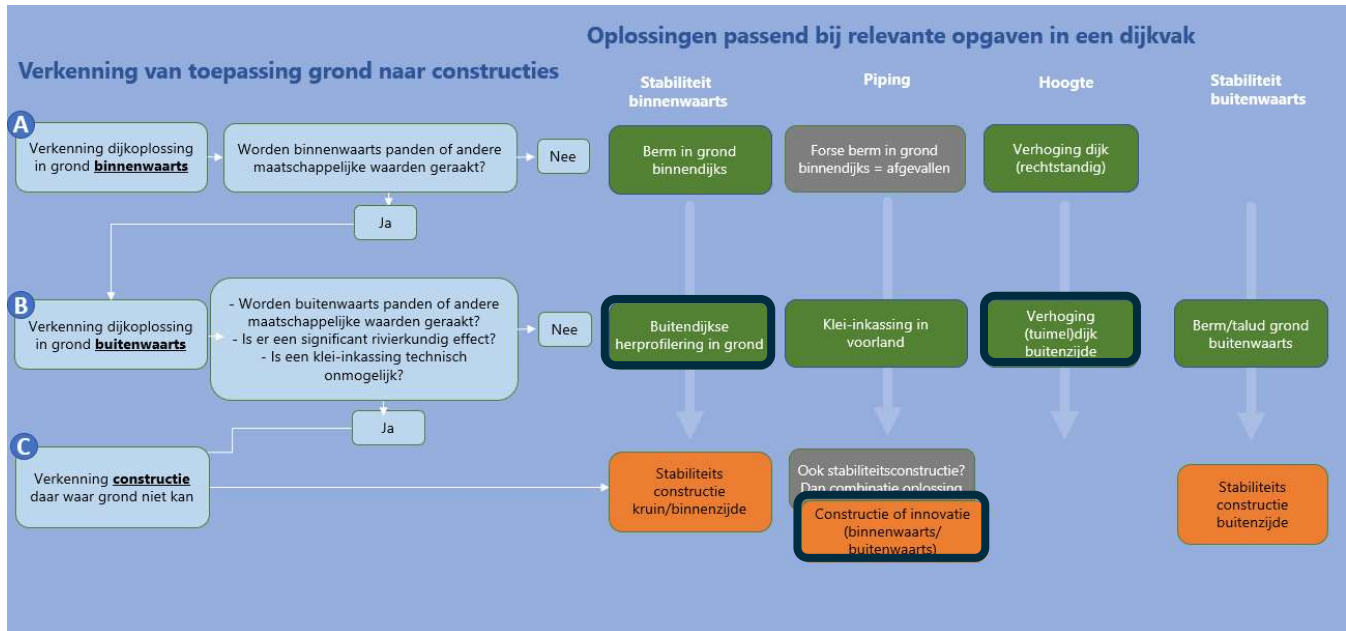 Oplossingen passend bij relevante opgaven in een dijkvak
Verkenning van toepassing grond naar constructies
Stabiliteit
binnenwaarts
Piping
Hoogte
Stabiliteit
buitenwaarts
A
Verkenning dijkoplossing
in grond binnenwaarts
Worden binnenwaarts panden of andere
maatschappelijke waarden geraakt?
Nee
Berm in grond
binnendijks
Forse berm in grond
binnendijks = afgevallen
Verhoging dijk
(rechtstandig)
Ja
B
Verkenning dijkoplossing
in grond buitenwaarts
- Worden buitenwaarts panden of andere
maatschappelijke waarden geraakt?
- Is er een significant rivierkundig effect?
- Is een klei-inkassing technisch
onmogelijk?
Nee
Buitendijkse
herprofilering in grond
Klei-inkassing in
voorland
Verhoging
(tuimel)dijk
buitenzijde
Berm/talud grond
buitenwaarts
Ja
C
Verkenning constructie
daar waar grond niet kan
Stabiliteits
constructie
kruin/binnenzijde
Ook stabiliteitsconstructie?
Dan combinatie oplossing
Constructie of innovatie
(binnenwaarts/
buitenwaarts)
Stabiliteits
constructie
buitenzijde